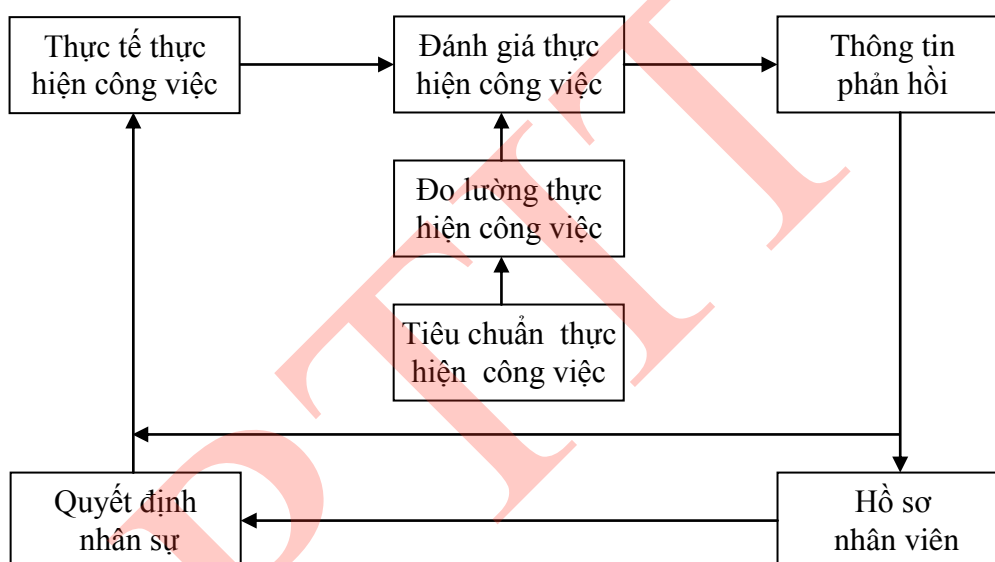 Thực tế thực
hiện công việc
Đánh giá thực
hiện công việc
Thông tin
phản hồi
Đo lường thực
hiện công việc
Tiêu chuẩn thực
hiện công việc
Quyết định
nhân sự
Hồ sơ
nhân viên
PTIT